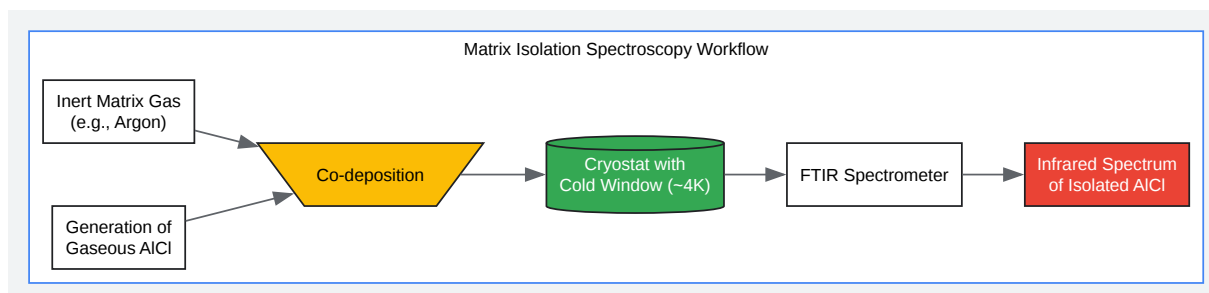 Matrix Isolation Spectroscopy Workflow
Inert Matrix Gas
(e.g., Argon)
Generation of
Gaseous AlCl
Co-deposition
Cryostat with
Cold Window (~4K)
FTIR Spectrometer
Infrared Spectrum
of Isolated AlCl